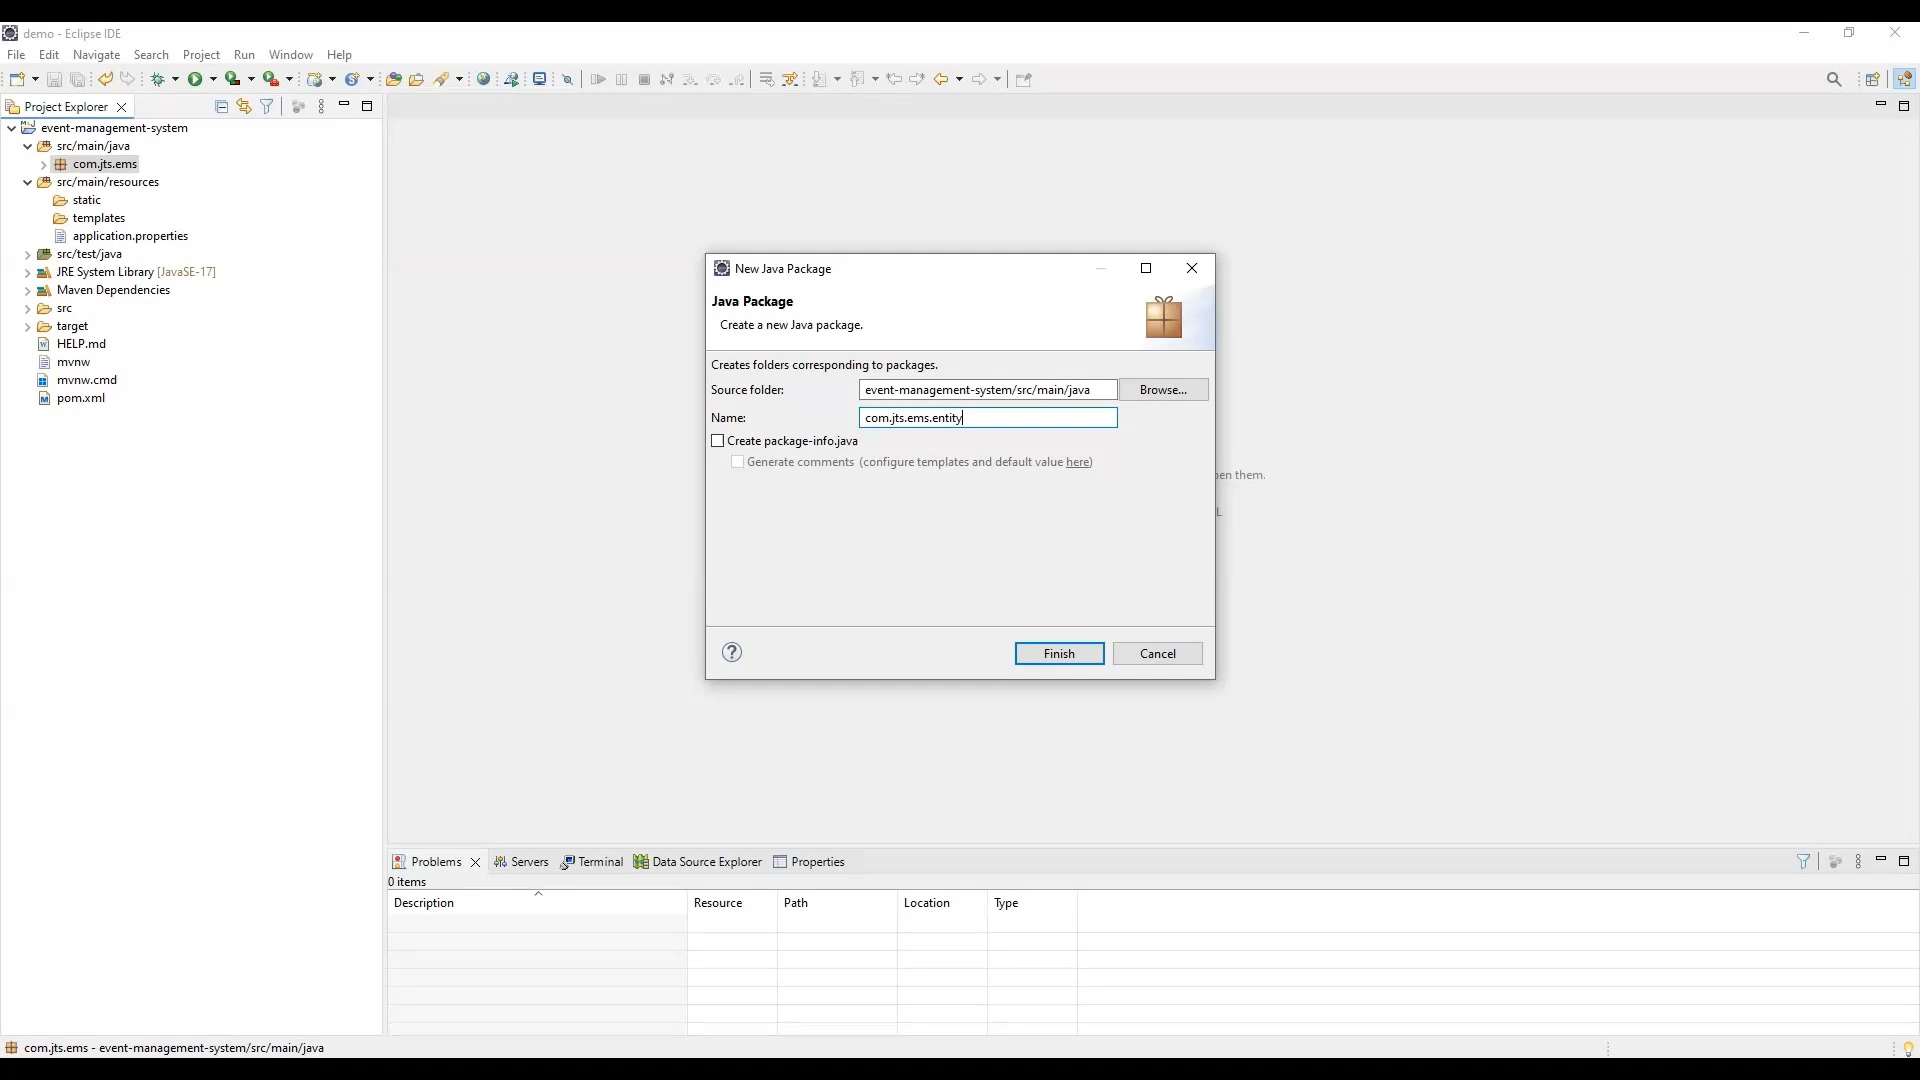 demo - Eclipse IDE
File Edit Navigate Search Project Run Window Help
Project Explorer
event-management-system
src/main/java
com.jts.ems
src/main/resources
static
templates
application.properties
src/test/java
JRE System Library [JavaSE-17]
Maven Dependencies
src
target
HELP.md
mvnw
mvnw.cmd
pom.xml
New Java Package
Java Package
Create a new Java package.
Creates folders corresponding to packages.
Source folder: event-management-system/src/main/java Browse...
Name: com.jts.ems.entity
Create package-info.java
Generate comments (configure templates and default value here)
them.
Finish Cancel
Problems Servers Terminal Data Source Explorer Properties
0 items
Description Resource Path Location Type
com.jts.ems - event-management-system/src/main/java